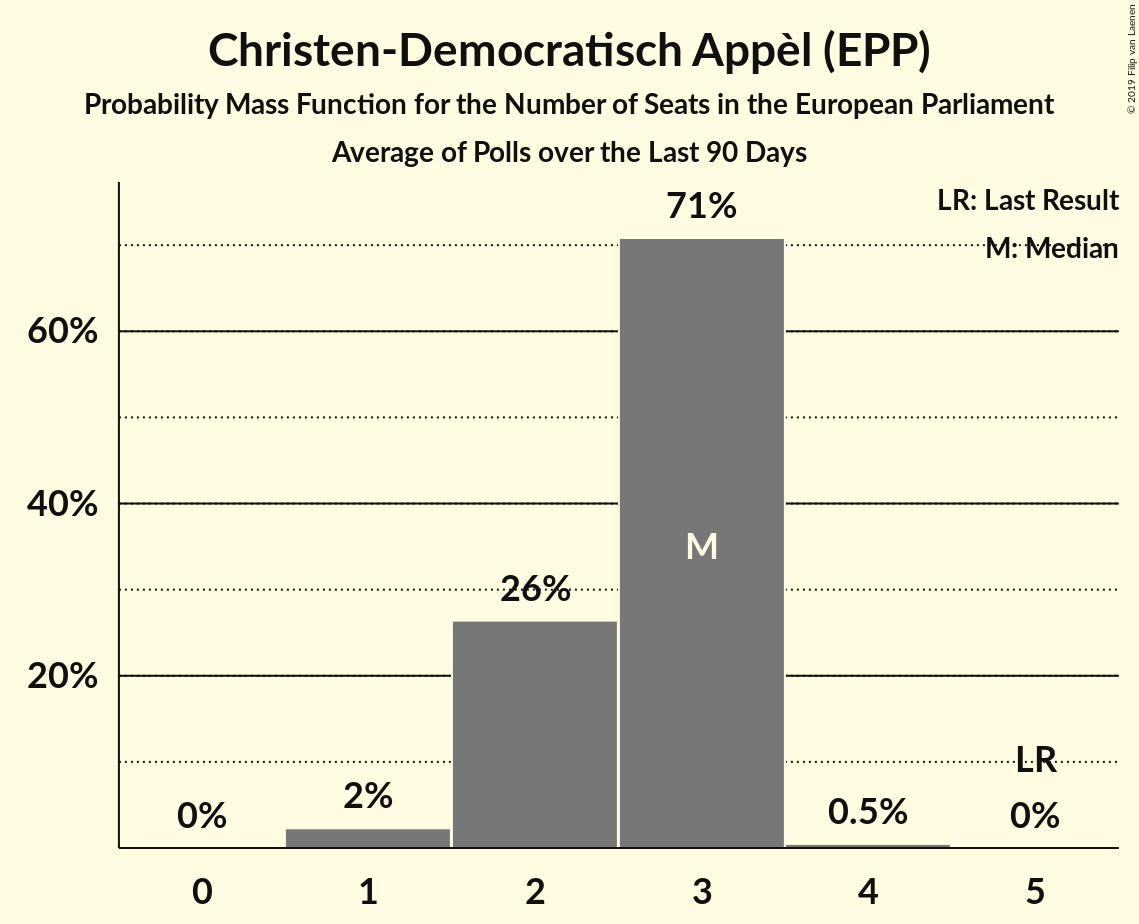 Christen-Democratisch Appèl (EPP)
Probability Mass Function for the Number of Seats in the European Parliament
Average of Polls over the Last 90 Days
© 2019 Filip van Laenen
LR: Last Result
M: Median
71%
60%
40%
M
26%
20%
LR
2%
0%
0.5%
0%
0 1 2 3 4 5